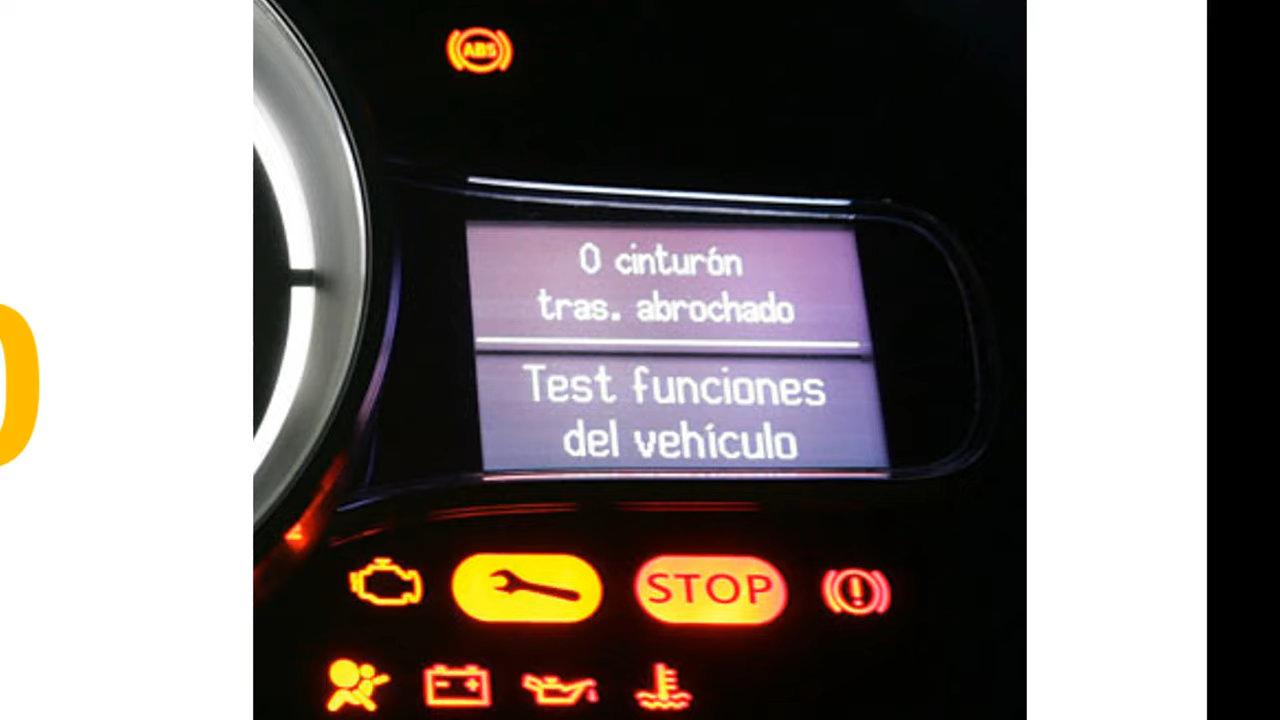 ABS
0 cinturón
tras. abrochado
Test funciones
del vehículo
STOP